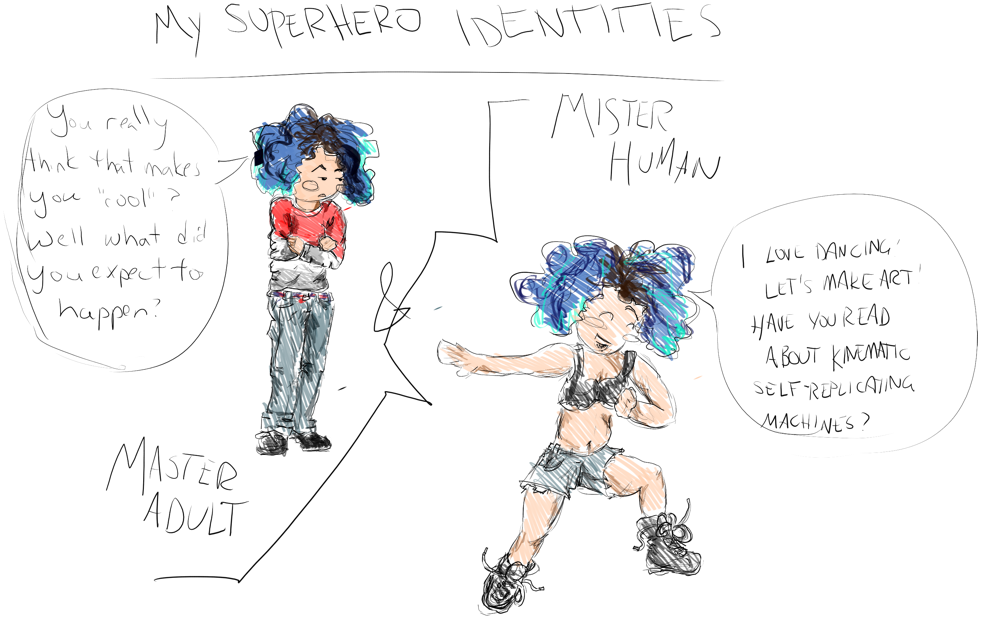 MY SUPERHERO IDENTITIES
You really
think that makes
you "cool"?
Well what did
you expect to
happen?
MASTER
ADULT
&
MISTER
HUMAN
I LOVE DANCING!
LET'S MAKE ART!
HAVE YOU READ
ABOUT KINEMATIC
SELF-REPLICATING
MACHINES?